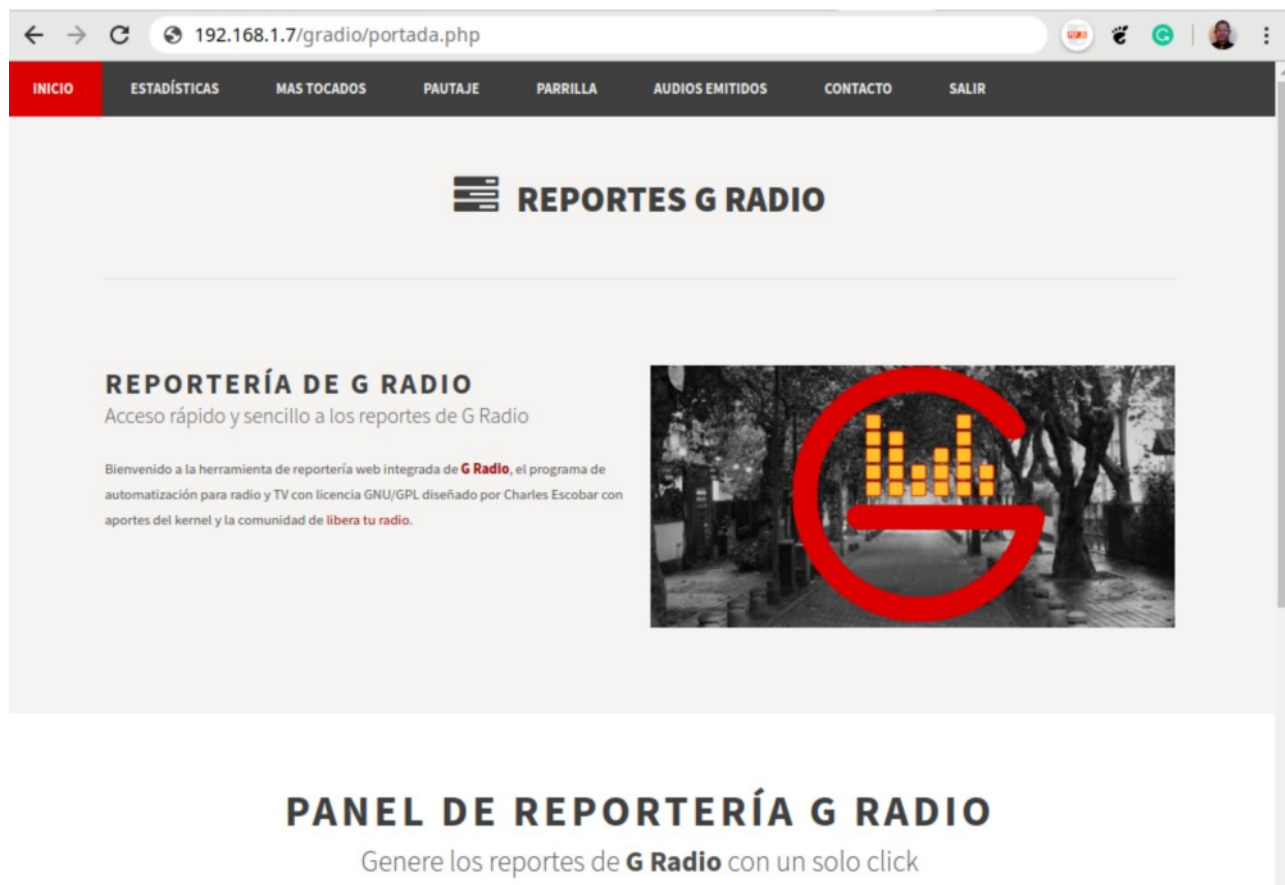 192.168.1.7/gradio/portada.php
INICIO ESTADÍSTICAS MAS TOCADOS PAUTAJE PARRILLA AUDIOS EMITIDOS CONTACTO SALIR
REPORTES G RADIO
REPORTERÍA DE G RADIO
Acceso rápido y sencillo a los reportes de G Radio
Bienvenido a la herramienta de reportería web integrada de G Radio, el programa de
automatización para radio y TV con licencia GNU/GPL diseñado por Charles Escobar con
aportes del kernel y la comunidad de libera tu radio.
PANEL DE REPORTERÍA G RADIO
Genere los reportes de G Radio con un solo click